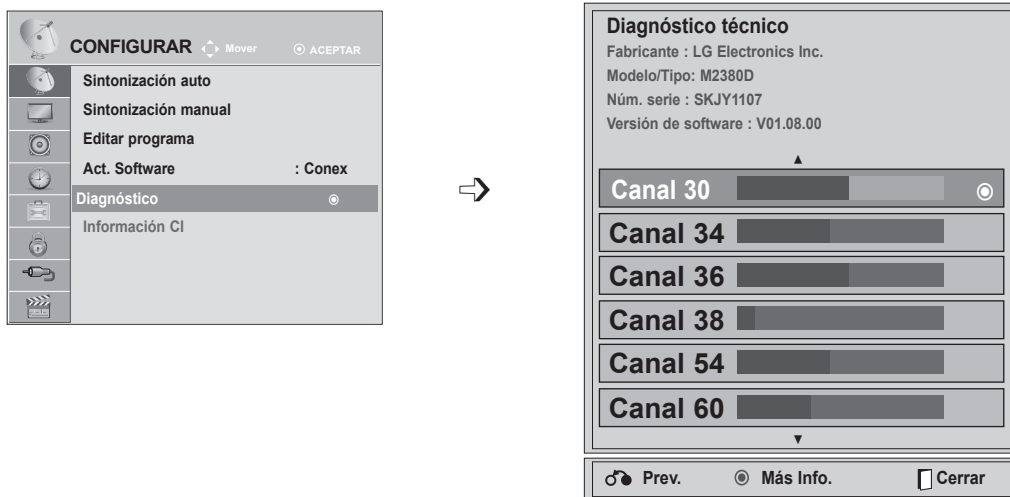 CONFIGURAR Mover ACEPTAR
Sintonización auto
Sintonización manual
Editar programa
Act. Software : Conex
Diagnóstico
Información CI
Diagnóstico técnico
Fabricante : LG Electronics Inc.
Modelo/Tipo: M2380D
Núm. serie : SKJY1107
Versión de software : V01.08.00
Canal 30
Canal 34
Canal 36
Canal 38
Canal 54
Canal 60
Prev. Más Info. Cerrar